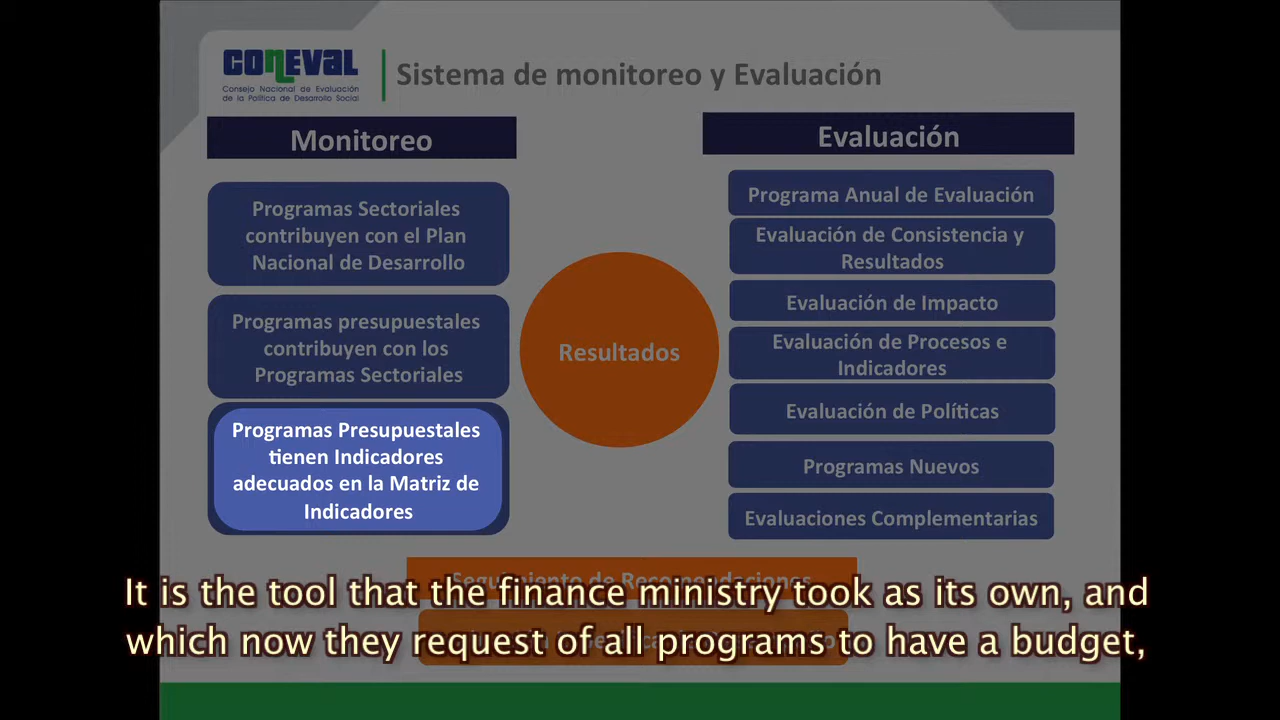 CONEVAL
Consejo Nacional de Evaluación
de la Política de Desarrollo Social
Sistema de monitoreo y Evaluación
Monitoreo
Programas Sectoriales
contribuyen con el Plan
Nacional de Desarrollo
Programas presupuestales
contribuyen con los
Programas Sectoriales
Programas Presupuestales
tienen Indicadores
adecuados en la Matriz de
Indicadores
Resultados
Evaluación
Programa Anual de Evaluación
Evaluación de Consistencia y
Resultados
Evaluación de Impacto
Evaluación de Procesos e
Indicadores
Evaluación de Políticas
Programas Nuevos
Evaluaciones Complementarias
Seguimiento de Recomendaciones
It is the tool that the finance ministry took as its own, and
which now they request of all programs to have a budget,